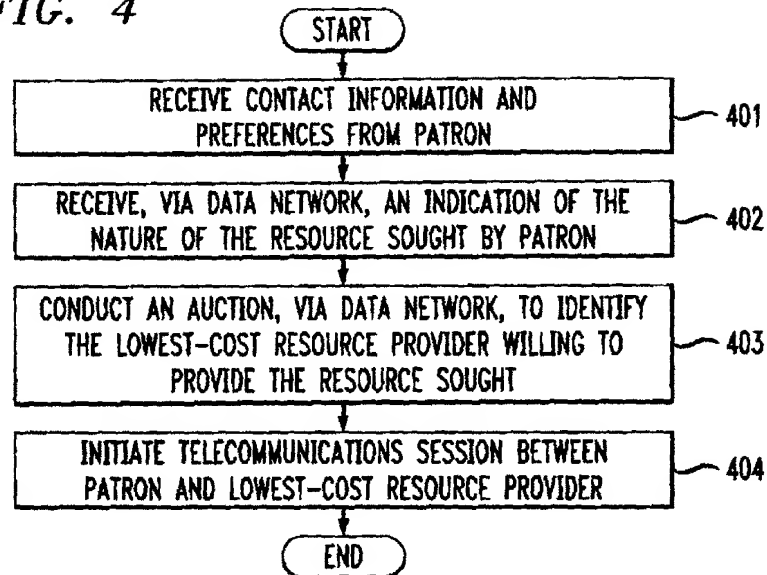 FIG. 4
START
RECEIVE CONTACT INFORMATION AND
PREFERENCES FROM PATRON
401
RECEIVE, VIA DATA NETWORK, AN INDICATION OF THE
NATURE OF THE RESOURCE SOUGHT BY PATRON
402
CONDUCT AN AUCTION, VIA DATA NETWORK, TO IDENTIFY
THE LOWEST-COST RESOURCE PROVIDER WILLING TO
PROVIDE THE RESOURCE SOUGHT
403
INITIATE TELECOMMUNICATIONS SESSION BETWEEN
PATRON AND LOWEST-COST RESOURCE PROVIDER
404
END